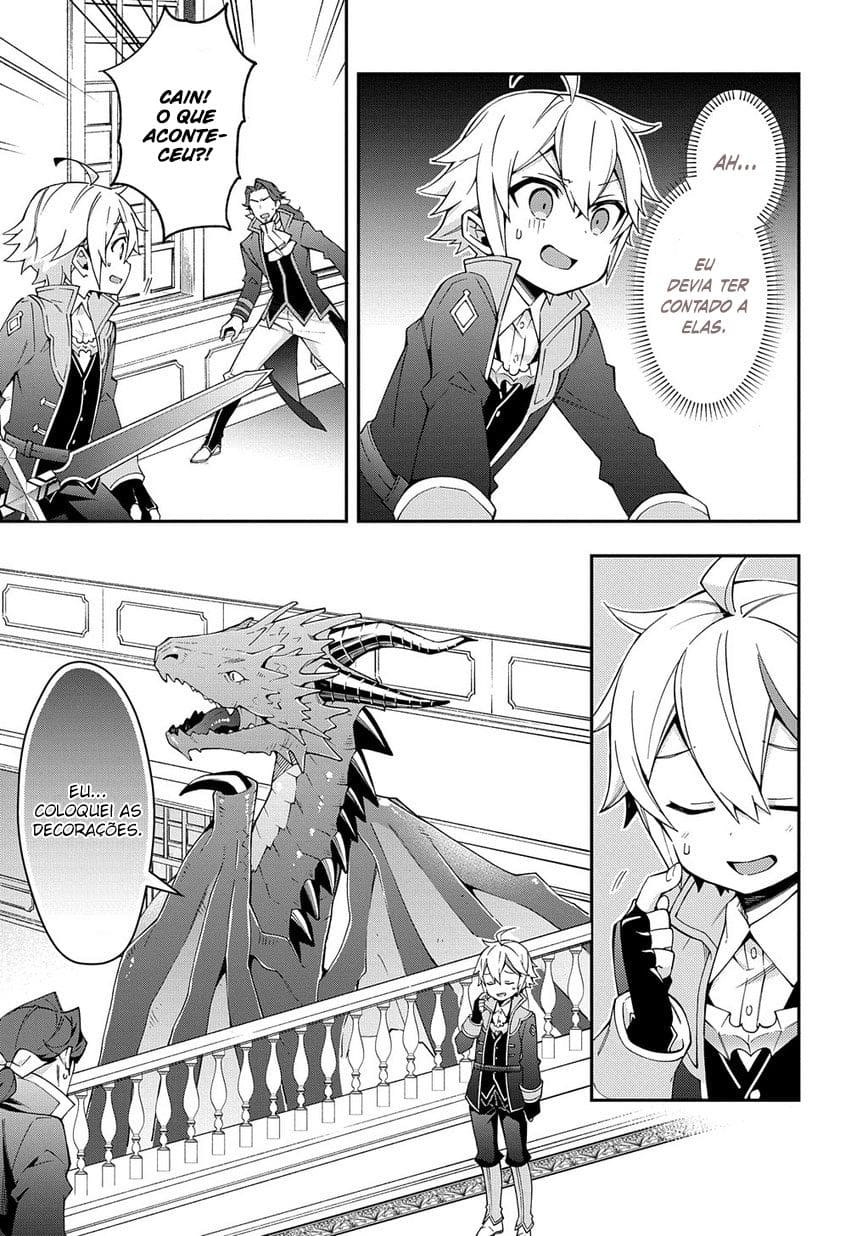 AH...
EU
DEVIA TER
CONTADO A
ELAS.
CAIN!
O QUE
ACONTE-
CEU?!
EU...
COLOQUEI AS
DECORAÇÕES.